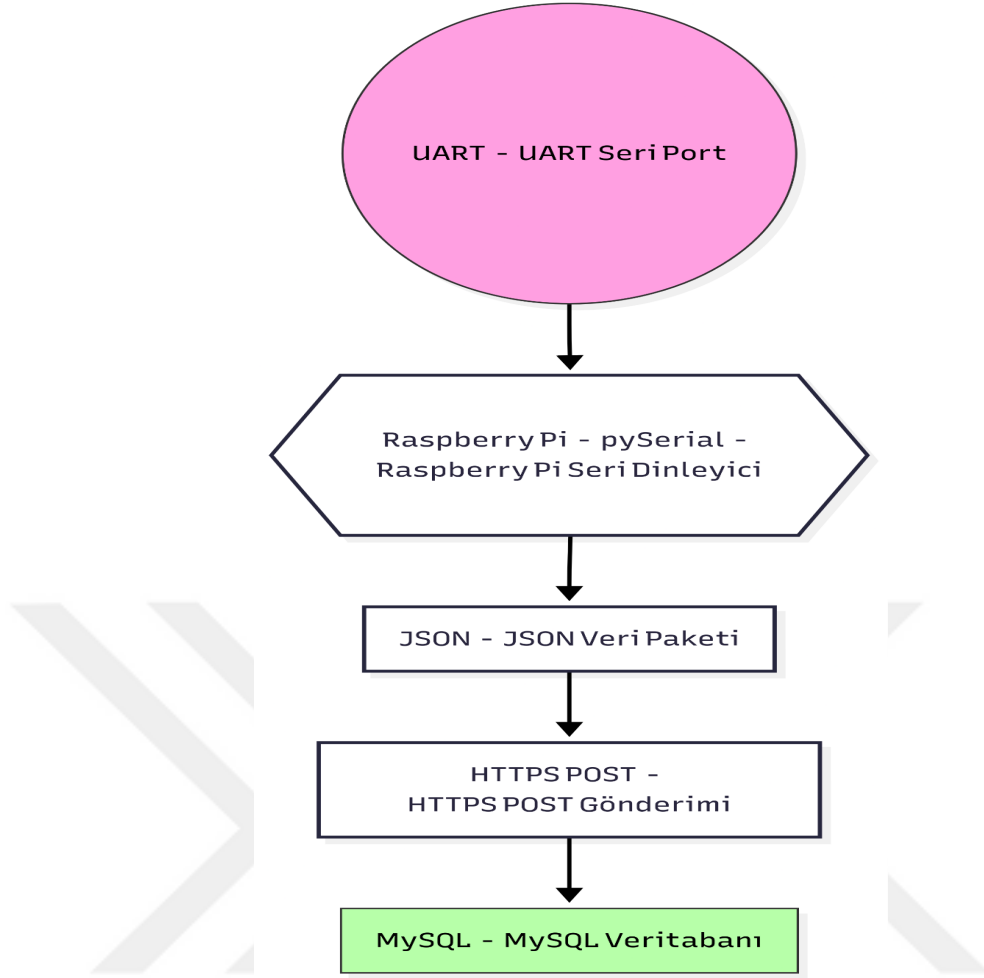 UART - UART Seri Port
Raspberry Pi - pySerial -
Raspberry Pi Seri Dinleyici
JSON - JSON Veri Paketi
HTTPS POST -
HTTPS POST Gönderimi
MySQL - MySQL Veritabanı